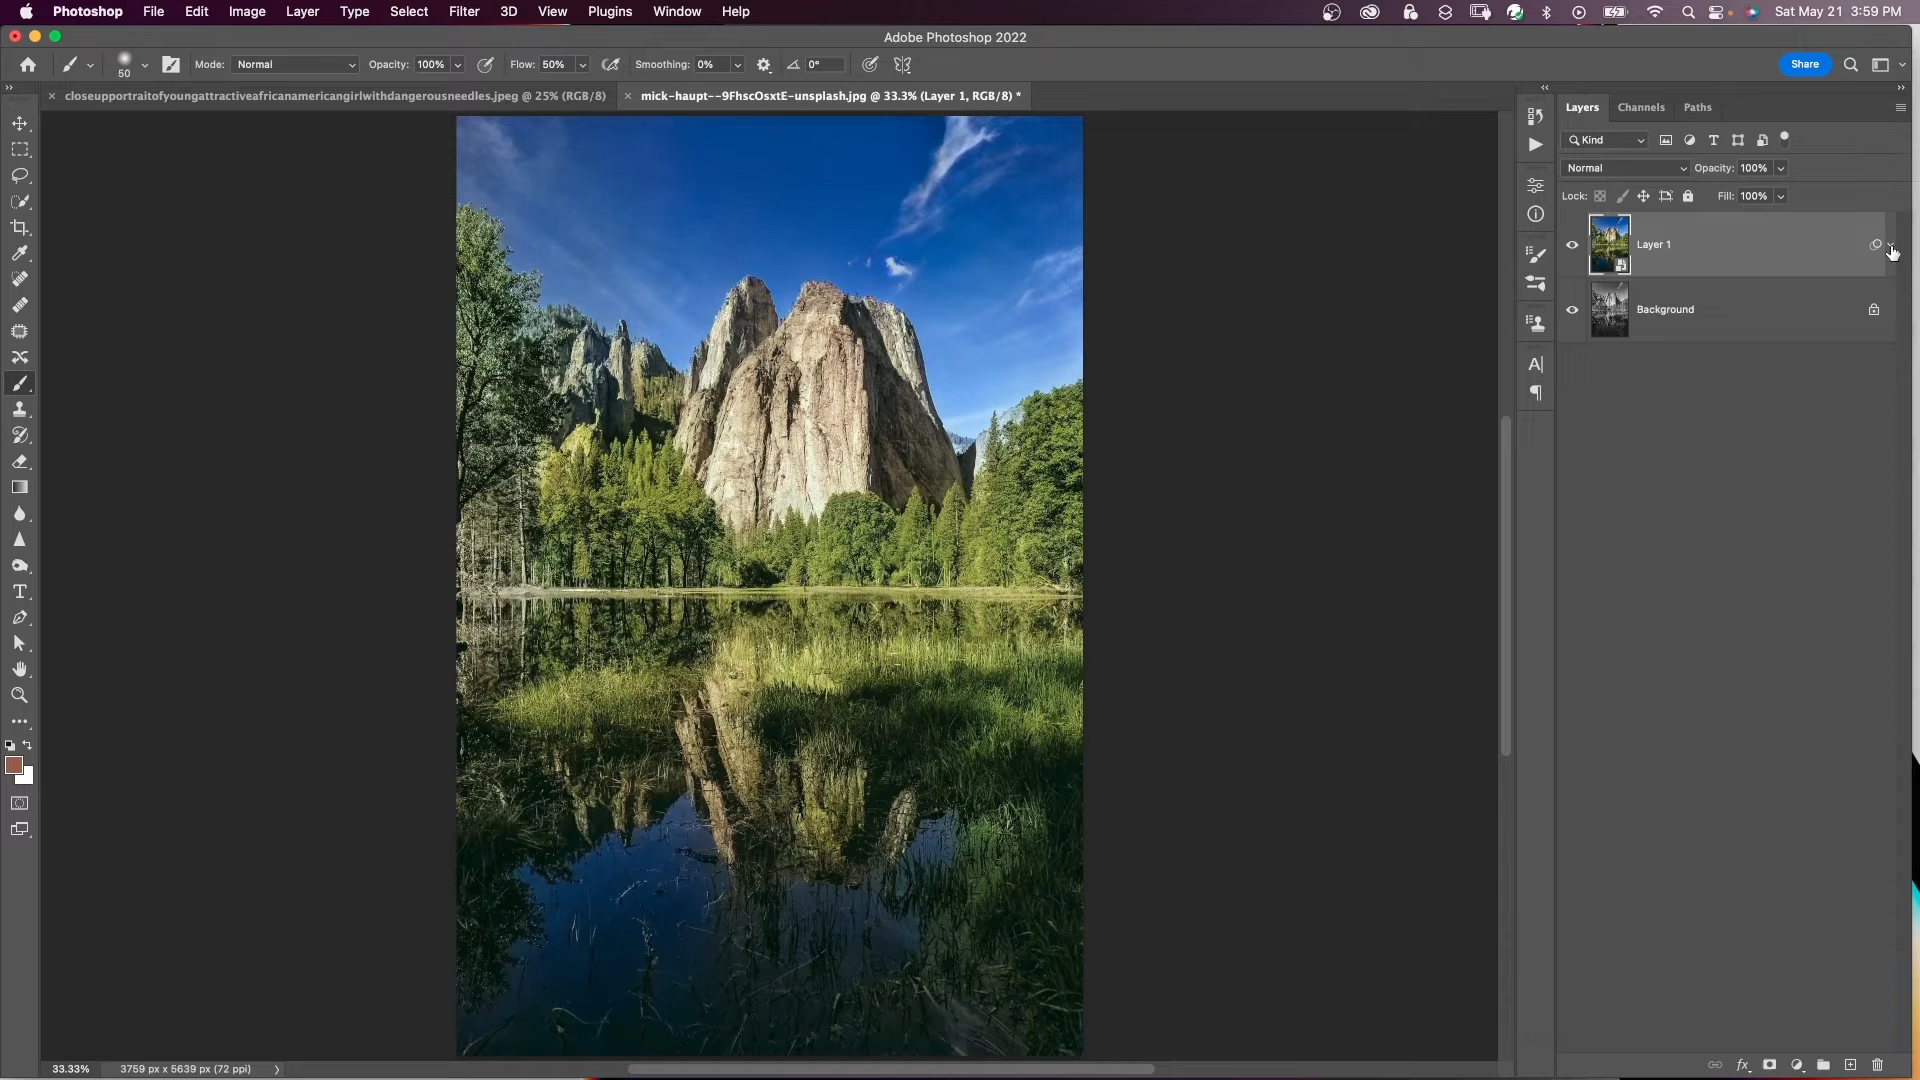 Photoshop File Edit Image Layer Type Select Filter 3D View Plugins Window Help Sat May 21 3:59 PM
Adobe Photoshop 2022
50 Mode: Normal Opacity: 100% Flow: 50% Smoothing: 0% 0° Share
closeupportraitofyoungattractiveafricanamericangirlwithdangerousneedles.jpeg @ 25% (RGB/8) mick-haupt--9FhscOsxtE-unsplash.jpg @ 33.3% (Layer 1, RGB/8) *
Layers Channels Paths
Kind
Normal Opacity: 100%
Lock: Fill: 100%
Layer 1
Background
33.33% 3759 px x 5639 px (72 ppi)